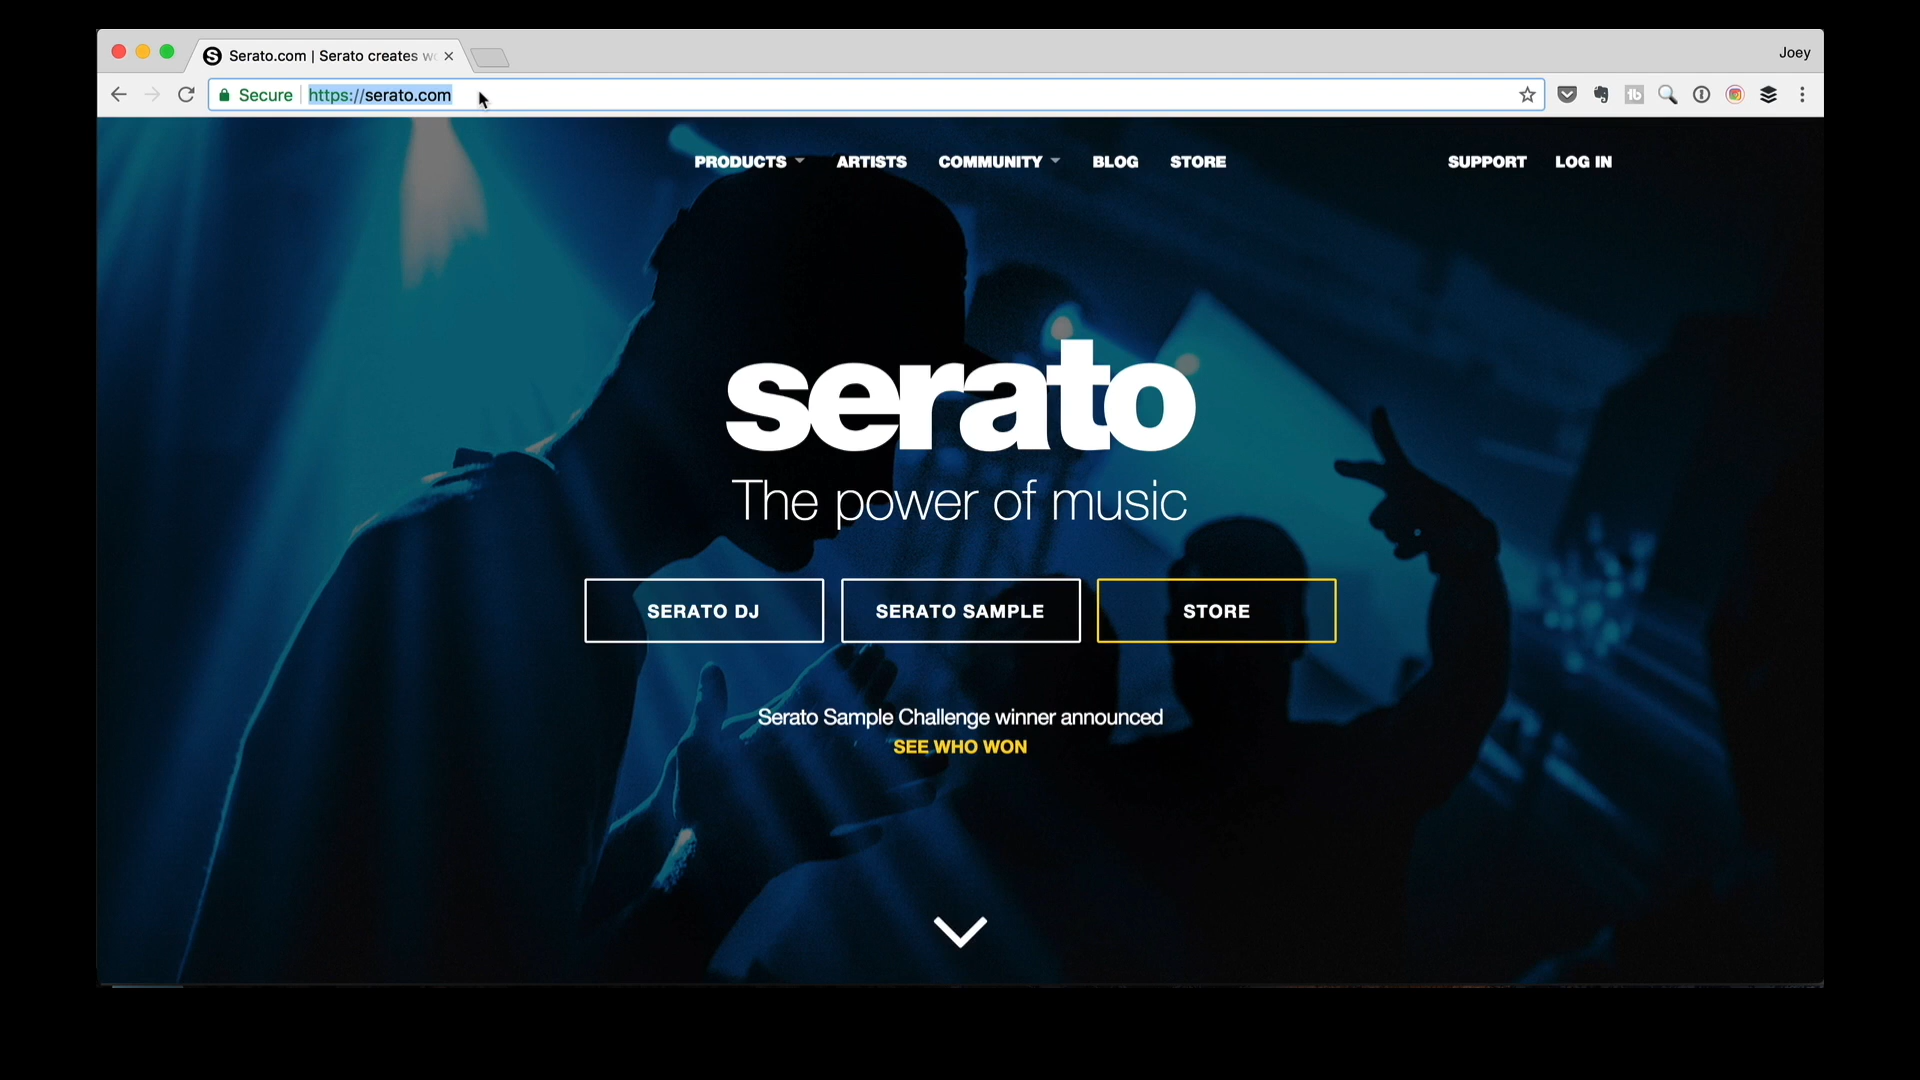 Serato.com | Serato creates wo
Joey
Secure
https://serato.com
PRODUCTS
ARTISTS
COMMUNITY
BLOG
STORE
SUPPORT
LOG IN
serato
The power of music
SERATO DJ
SERATO SAMPLE
STORE
Serato Sample Challenge winner announced
SEE WHO WON